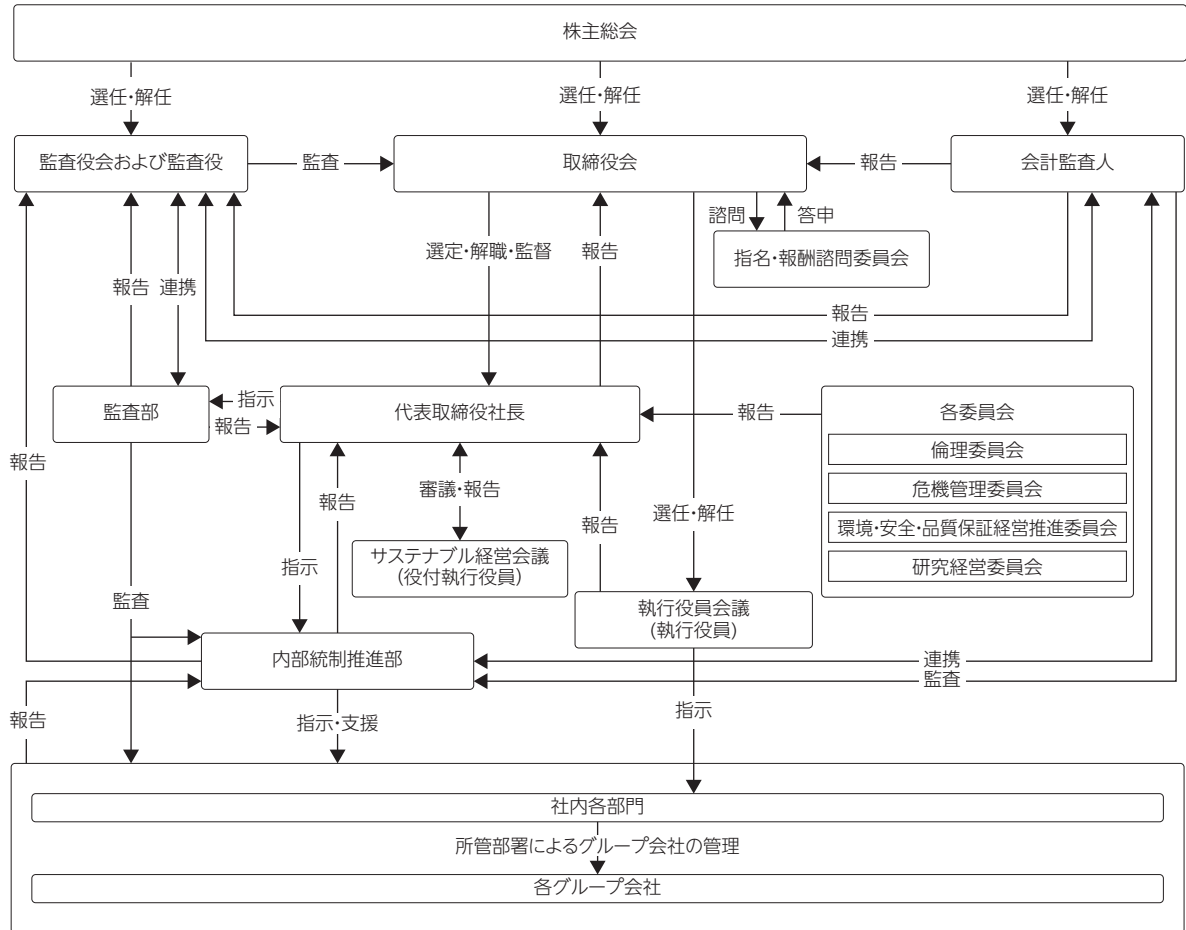 株主総会
選任・解任
選任・解任
選任・解任
監査役会および監査役
監査
取締役会
報告
会計監査人
諮問
答申
指名・報酬諮問委員会
選定・解職・監督
報告
報告
連携
報告
連携
監査部
指示
報告
代表取締役社長
報告
各委員会
倫理委員会
危機管理委員会
環境・安全・品質保証経営推進委員会
研究経営委員会
報告
報告
審議・報告
報告
選任・解任
サステナブル経営会議
(役付執行役員)
指示
監査
執行役員会議
(執行役員)
内部統制推進部
連携
監査
報告
指示・支援
指示
社内各部門
所管部署によるグループ会社の管理
各グループ会社